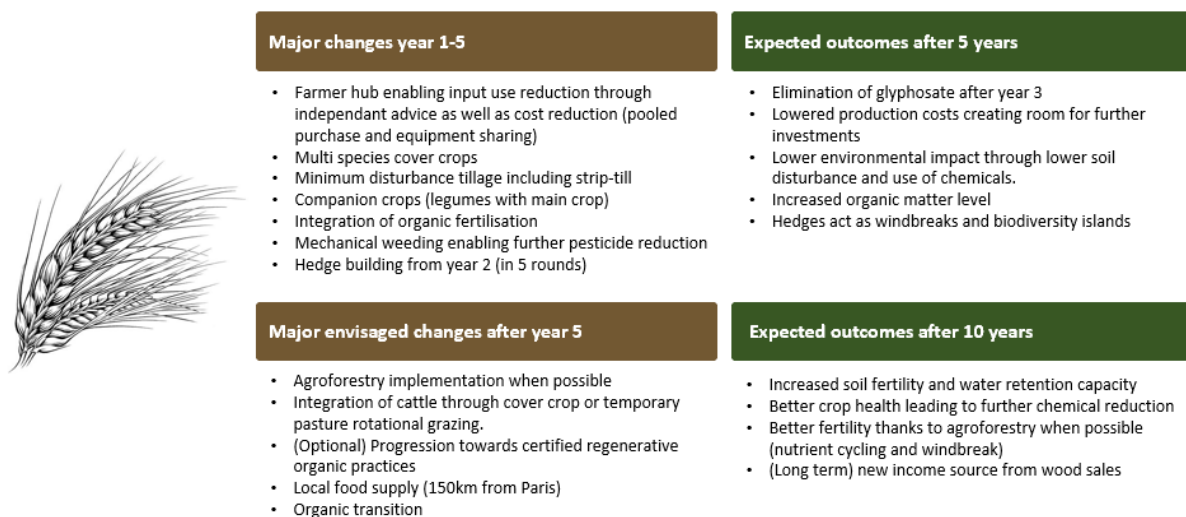 Major changes year 1-5
• Farmer hub enabling input use reduction through
independant advice as well as cost reduction (pooled
purchase and equipment sharing)
• Multi species cover crops
• Minimum disturbance tillage including strip-till
• Companion crops (legumes with main crop)
• Integration of organic fertilisation
• Mechanical weeding enabling further pesticide reduction
• Hedge building from year 2 (in 5 rounds)
Expected outcomes after 5 years
• Elimination of glyphosate after year 3
• Lowered production costs creating room for further
investments
• Lower environmental impact through lower soil
disturbance and use of chemicals.
• Increased organic matter level
• Hedges act as windbreaks and biodiversity islands
Major envisaged changes after year 5
• Agroforestry implementation when possible
• Integration of cattle through cover crop or temporary
pasture rotational grazing.
• (Optional) Progression towards certified regenerative
organic practices
• Local food supply (150km from Paris)
• Organic transition
Expected outcomes after 10 years
• Increased soil fertility and water retention capacity
• Better crop health leading to further chemical reduction
• Better fertility thanks to agroforestry when possible
(nutrient cycling and windbreak)
• (Long term) new income source from wood sales